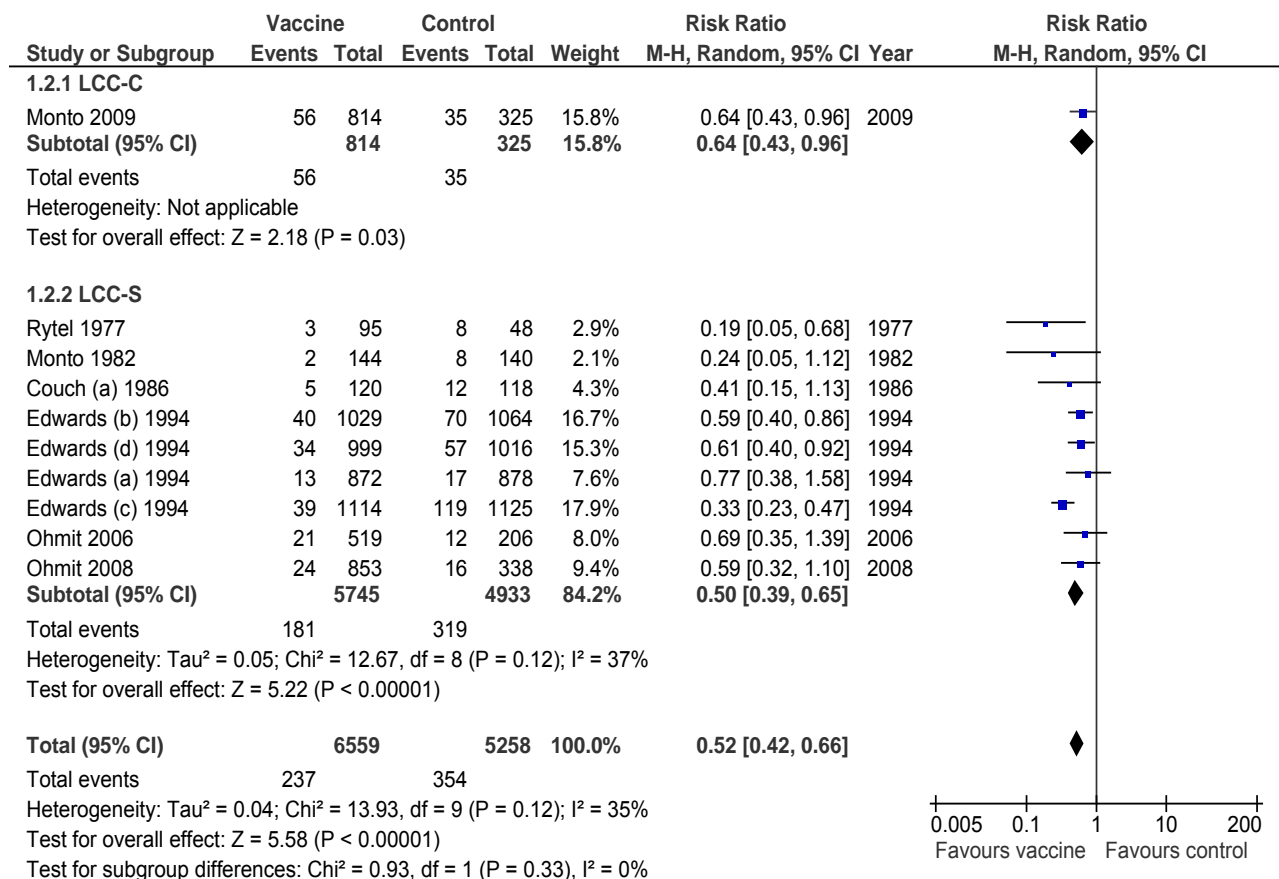 Vaccine Control Risk Ratio Risk Ratio
Study or Subgroup Events Total Events Total Weight M-H, Random, 95% CI Year M-H, Random, 95% CI
1.2.1 LCC-C
Monto 2009 56 814 35 325 15.8% 0.64 [0.43, 0.96] 2009
Subtotal (95% CI) 814 325 15.8% 0.64 [0.43, 0.96]
Total events 56 35
Heterogeneity: Not applicable
Test for overall effect: Z = 2.18 (P = 0.03)
1.2.2 LCC-S
Rytel 1977 3 95 8 48 2.9% 0.19 [0.05, 0.68] 1977
Monto 1982 2 144 8 140 2.1% 0.24 [0.05, 1.12] 1982
Couch (a) 1986 5 120 12 118 4.3% 0.41 [0.15, 1.13] 1986
Edwards (b) 1994 40 1029 70 1064 16.7% 0.59 [0.40, 0.86] 1994
Edwards (d) 1994 34 999 57 1016 15.3% 0.61 [0.40, 0.92] 1994
Edwards (a) 1994 13 872 17 878 7.6% 0.77 [0.38, 1.58] 1994
Edwards (c) 1994 39 1114 119 1125 17.9% 0.33 [0.23, 0.47] 1994
Ohmit 2006 21 519 12 206 8.0% 0.69 [0.35, 1.39] 2006
Ohmit 2008 24 853 16 338 9.4% 0.59 [0.32, 1.10] 2008
Subtotal (95% CI) 5745 4933 84.2% 0.50 [0.39, 0.65]
Total events 181 319
Heterogeneity: Tau² = 0.05; Chi² = 12.67, df = 8 (P = 0.12); I² = 37%
Test for overall effect: Z = 5.22 (P < 0.00001)
Total (95% CI) 6559 5258 100.0% 0.52 [0.42, 0.66]
Total events 237 354
Heterogeneity: Tau² = 0.04; Chi² = 13.93, df = 9 (P = 0.12); I² = 35%
Test for overall effect: Z = 5.58 (P < 0.00001)
Test for subgroup differences: Chi² = 0.93, df = 1 (P = 0.33), I² = 0%
0.005 0.1 1 10 200
Favours vaccine Favours control